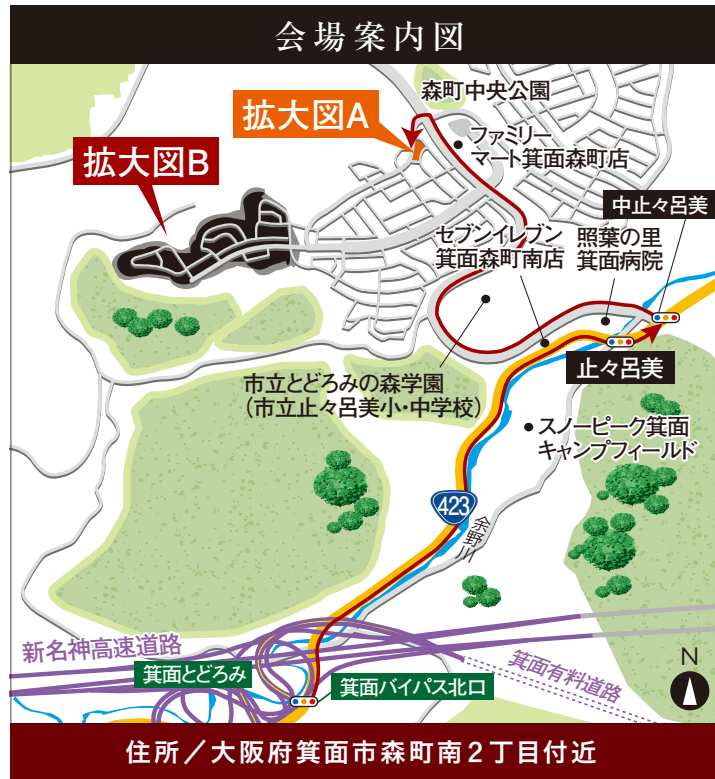 会場案内図
森町中央公園
拡大図A
ファミリー
マート箕面森町店
拡大図B
中止々呂美
セブンイレブン
箕面森町南店
照葉の里
箕面病院
止々呂美
市立とどろみの森学園
（市立止々呂美小・中学校）
スノーピーク箕面
キャンプフィールド
423
余野川
新名神高速道路
箕面とどろみ
箕面バイパス北口
箕面有料道路
N
住所／大阪府箕面市森町南2丁目付近